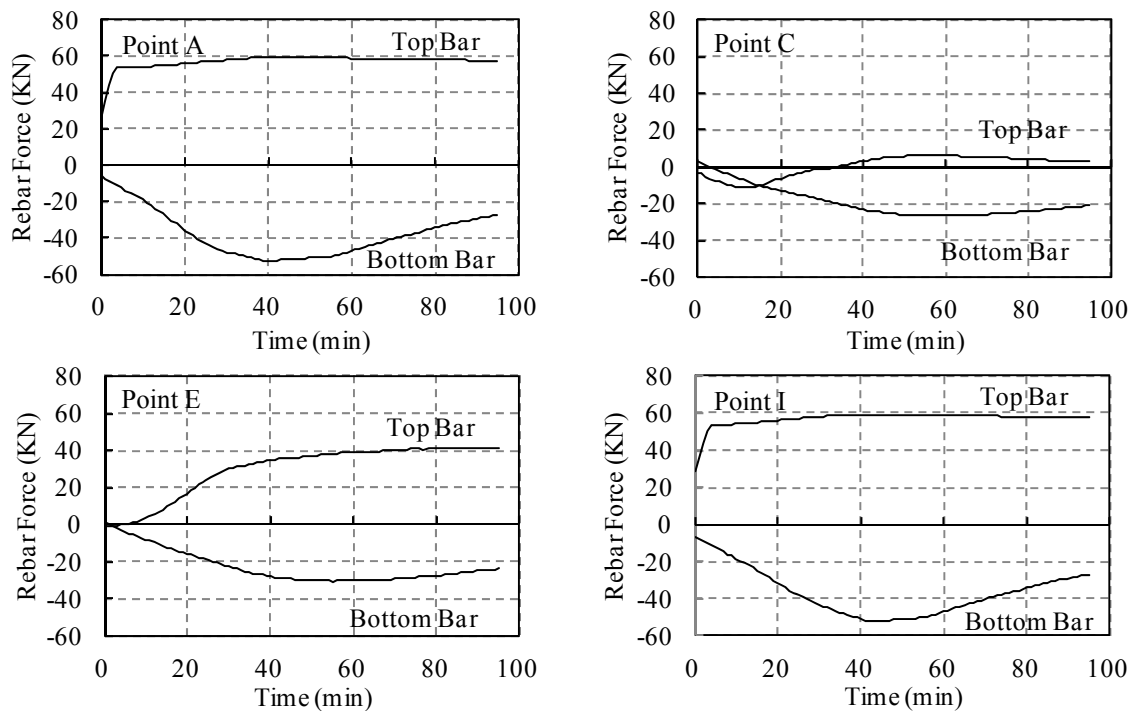 80
60
40
20
0
-20
-40
-60
Rebar Force (KN)
Point A
Top Bar
Bottom Bar
0 20 40 60 80 100
Time (min)
80
60
40
20
0
-20
-40
-60
Rebar Force (KN)
Point C
Top Bar
Bottom Bar
0 20 40 60 80 100
Time (min)
80
60
40
20
0
-20
-40
-60
Rebar Force (KN)
Point E
Top Bar
Bottom Bar
0 20 40 60 80 100
Time (min)
80
60
40
20
0
-20
-40
-60
Rebar Force (KN)
Point I
Top Bar
Bottom Bar
0 20 40 60 80 100
Time (min)